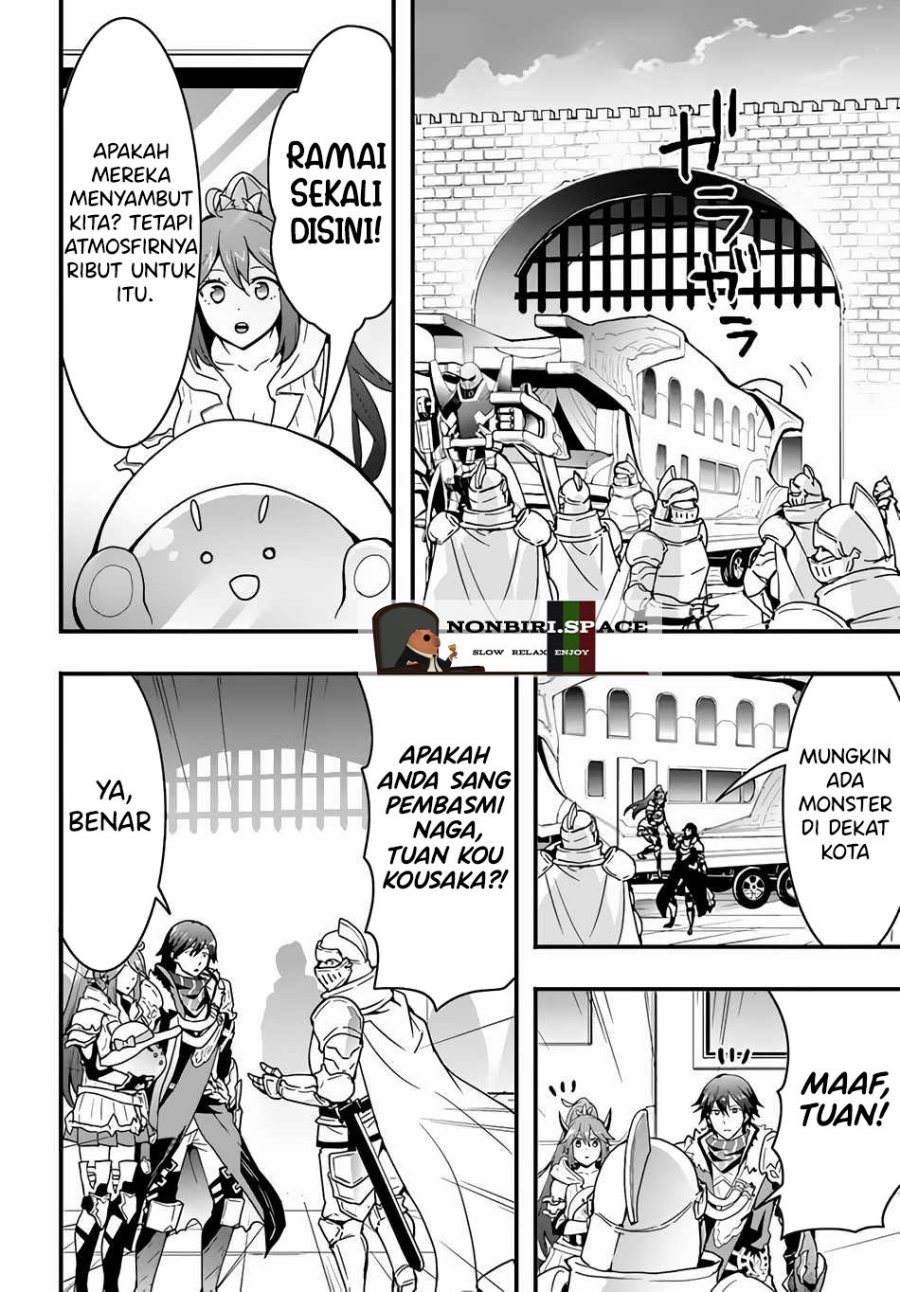 ガラガラ
RAMAI
SEKALI
DISINI!
APAKAH
MEREKA
MENYAMBUT
KITA? TETAPI
ATMOSFIRNYA
RIBUT UNTUK
ITU.
NONBIRI.SPACE
SLOW RELAX ENJOY
MUNGKIN
ADA
MONSTER
DI DEKAT
KOTA
MAAF,
TUAN!
APAKAH
ANDA SANG
PEMBASMI
NAGA,
TUAN KOU
KOUSAKA?!
YA,
BENAR